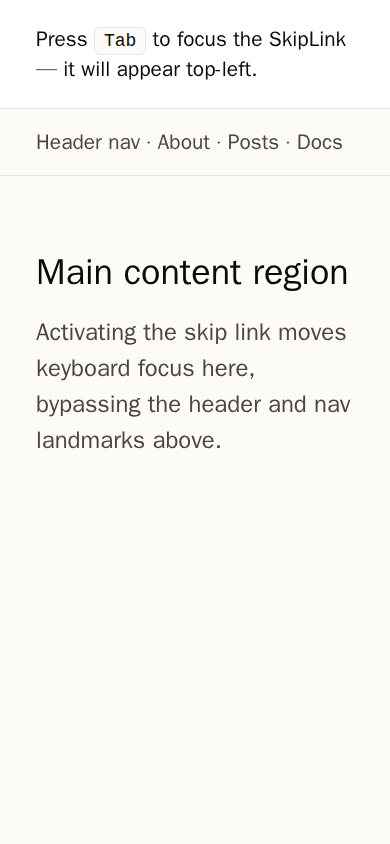 Press Tab to focus the SkipLink
— it will appear top-left.
Header nav · About · Posts · Docs
Main content region
Activating the skip link moves
keyboard focus here,
bypassing the header and nav
landmarks above.